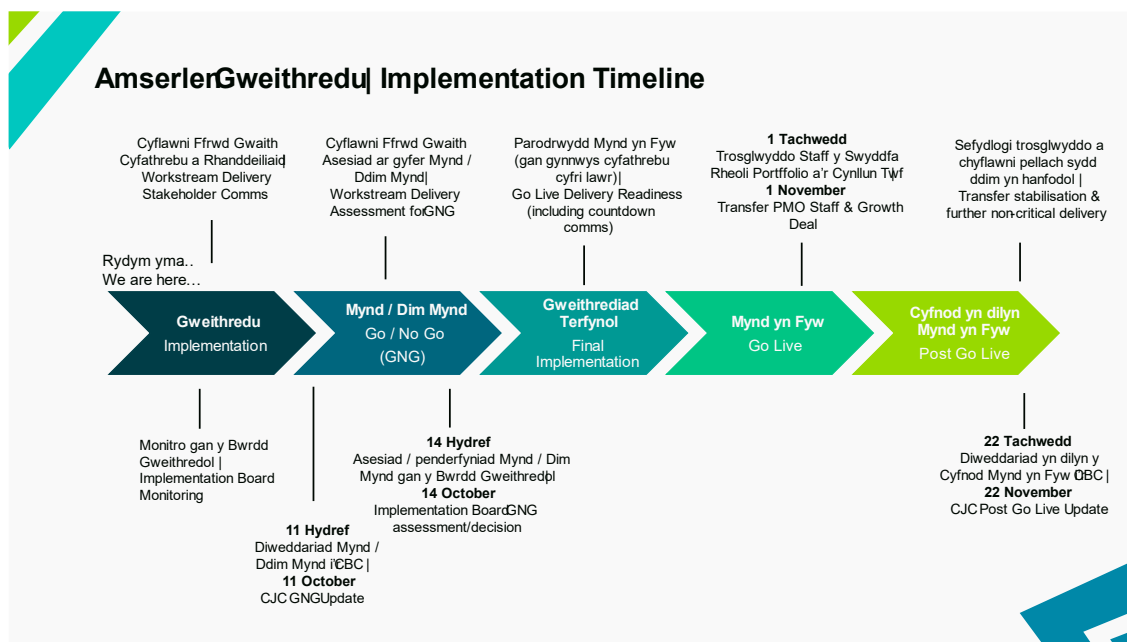 Amserlen Gweithredu | Implementation Timeline
Cyflawni Ffrwd Gwaith
Cyfathrebu a Rhanddeiliaid|
Workstream Delivery
Stakeholder Comms
Cyflawni Ffrwd Gwaith
Asesiad ar gyfer Mynd /
Ddim Mynd|
Workstream Delivery
Assessment for GNG
Parodrwydd Mynd yn Fyw
(gan gynnwys cyfathrebu
cyfri lawr)|
Go Live Delivery Readiness
(including countdown
comms)
1 Tachwedd
Trosglwyddo Staff y Swyddfa
Rheoli Portffolio a'r Cynllun Twf|
1 November
Transfer PMO Staff & Growth
Deal
Sefydlogi trosglwyddo a
chyflawni pellach sydd
ddim yn hanfodol |
Transfer stabilisation &
further non-critical delivery
Rydym yma..
We are here...
Gweithredu
Implementation
Mynd / Dim Mynd
Go / No Go
(GNG)
Gweithrediad
Terfynol
Final
Implementation
Mynd yn Fyw
Go Live
Cyfnod yn dilyn
Mynd yn Fyw
Post Go Live
Monitro gan y Bwrdd
Gweithredol |
Implementation Board
Monitoring
11 Hydref
Diweddariad Mynd /
Ddim Mynd i'r CBC |
11 October
CJC GNG Update
14 Hydref
Asesiad / penderfyniad Mynd / Dim
Mynd gan y Bwrdd Gweithredol|
14 October
Implementation Board GNG
assessment/decision
22 Tachwedd
Diweddariad yn dilyn y
Cyfnod Mynd yn Fyw i'r CBC |
22 November
CJC Post Go Live Update